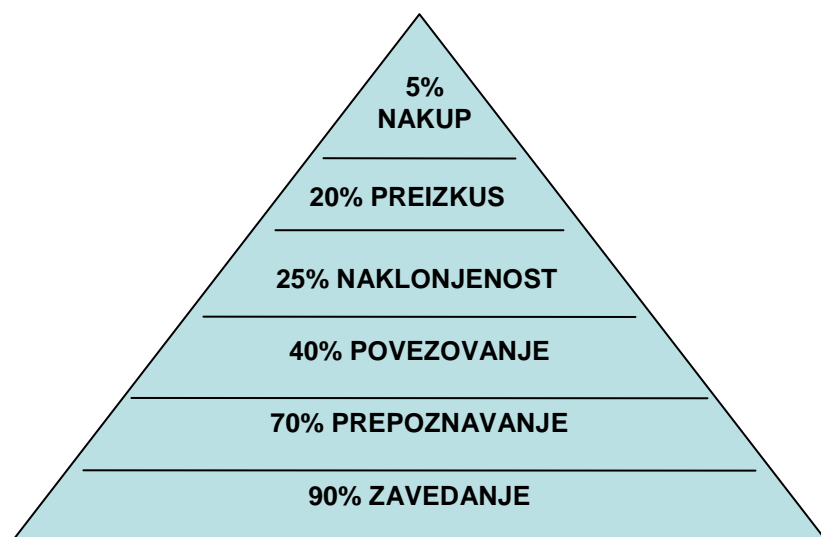 5%
NAKUP
20% PREIZKUS
25% NAKLONJENOST
40% POVEZOVANJE
70% PREPOZNAVANJE
90% ZAVEDANJE